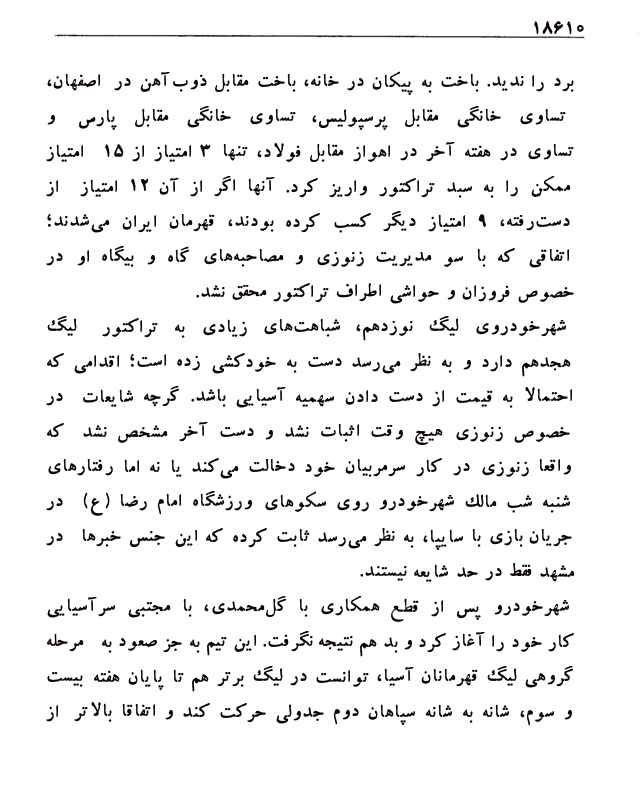 ۱۸۶۱۰
برد را ندید. باخت به پیکان در خانه، باخت مقابل ذوب‌آهن در اصفهان،
تساوی خانگی مقابل پرسپولیس، تساوی خانگی مقابل پارس و
تساوی در هفته آخر در اهواز مقابل فولاد، تنها ۳ امتیاز از ۱۵ امتیاز
ممکن را به سبد تراکتور واریز کرد. آنها اگر از آن ۱۲ امتیاز از
دست‌رفته، ۹ امتیاز دیگر کسب کرده بودند، قهرمان ایران می‌شدند؛
اتفاقی که با سو مدیریت زنوزی و مصاحبه‌های گاه و بیگاه او در
خصوص فروزان و حواشی اطراف تراکتور محقق نشد.
شهرخودروی لیگ نوزدهم، شباهت‌های زیادی به تراکتور لیگ
هجدهم دارد و به نظر می‌رسد دست به خودکشی زده است؛ اقدامی که
احتمالا به قیمت از دست دادن سهمیه آسیایی باشد. گرچه شایعات در
خصوص زنوزی هیچ وقت اثبات نشد و دست آخر مشخص نشد که
واقعا زنوزی در کار سرمربیان خود دخالت می‌کند یا نه اما رفتارهای
شنبه شب مالک شهرخودرو روی سکوهای ورزشگاه امام رضا (ع) در
جریان بازی با سایپا، به نظر می‌رسد ثابت کرده که این جنس خبرها در
مشهد فقط در حد شایعه نیستند.
شهرخودرو پس از قطع همکاری با گل‌محمدی، با مجتبی سرآسیایی
کار خود را آغاز کرد و بد هم نتیجه نگرفت. این تیم به جز صعود به مرحله
گروهی لیگ قهرمانان آسیا، توانست در لیگ برتر هم تا پایان هفته بیست
و سوم، شانه به شانه سپاهان دوم جدولی حرکت کند و اتفاقا بالاتر از